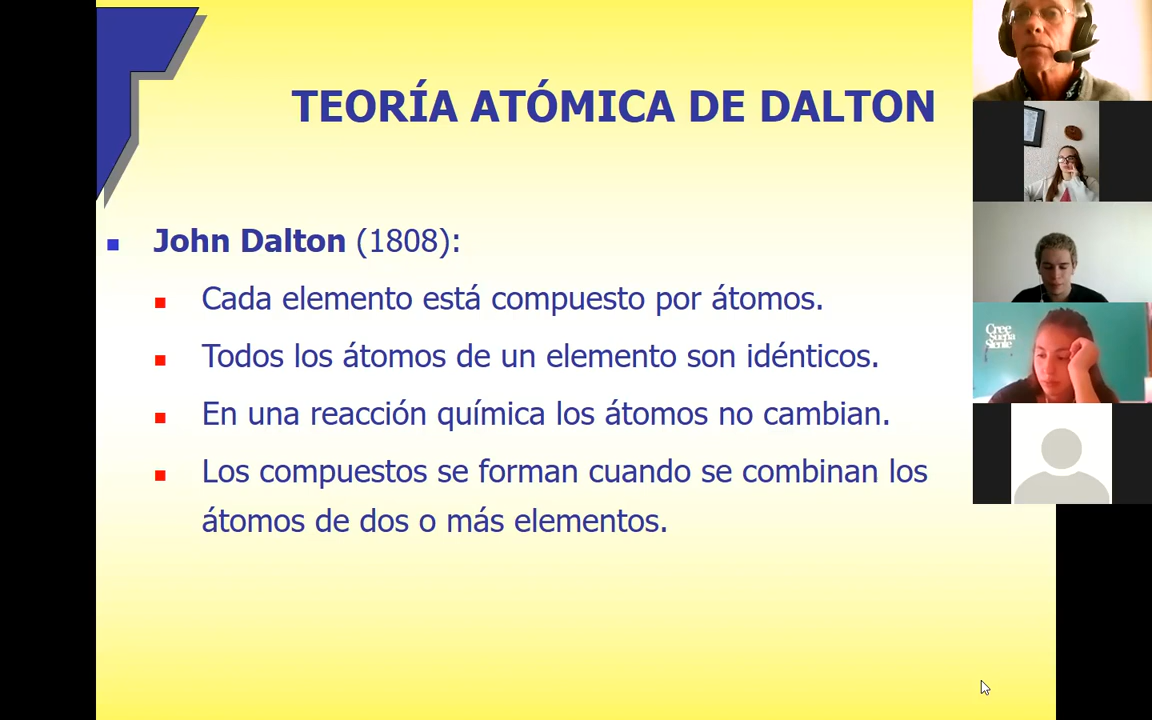 TEORÍA ATÓMICA DE DALTON
John Dalton (1808):
Cada elemento está compuesto por átomos.
Todos los átomos de un elemento son idénticos.
En una reacción química los átomos no cambian.
Los compuestos se forman cuando se combinan los
átomos de dos o más elementos.
Cree
Sueña
Siente